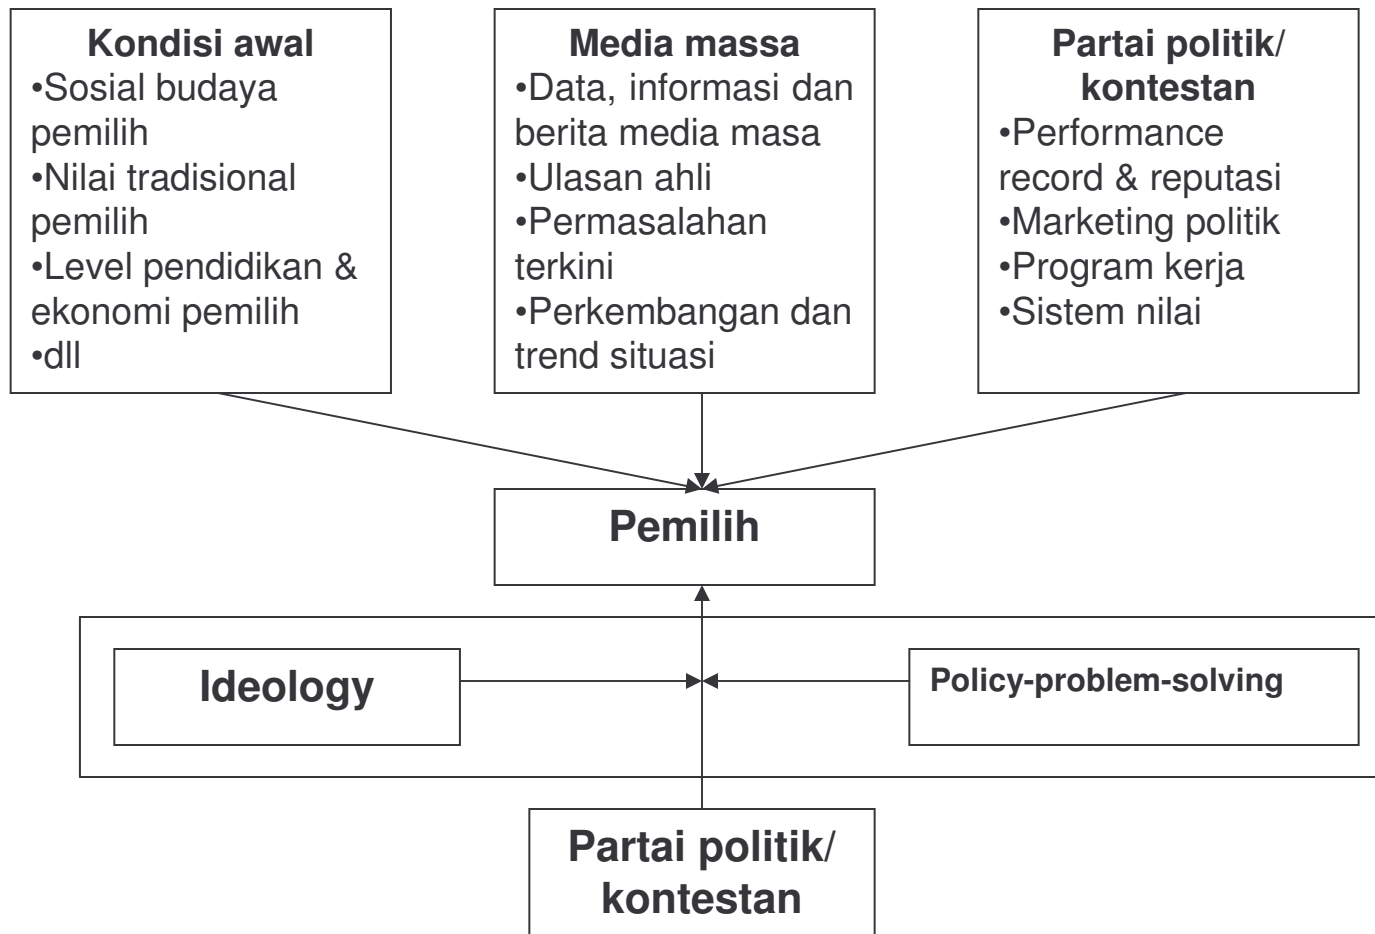 Kondisi awal
•Sosial budaya
pemilih
•Nilai tradisional
pemilih
•Level pendidikan &
ekonomi pemilih
•dll
Media massa
•Data, informasi dan
berita media masa
•Ulasan ahli
•Permasalahan
terkini
•Perkembangan dan
trend situasi
Partai politik/
kontestan
•Performance
record & reputasi
•Marketing politik
•Program kerja
•Sistem nilai
Pemilih
Ideology
Policy-problem-solving
Partai politik/
kontestan